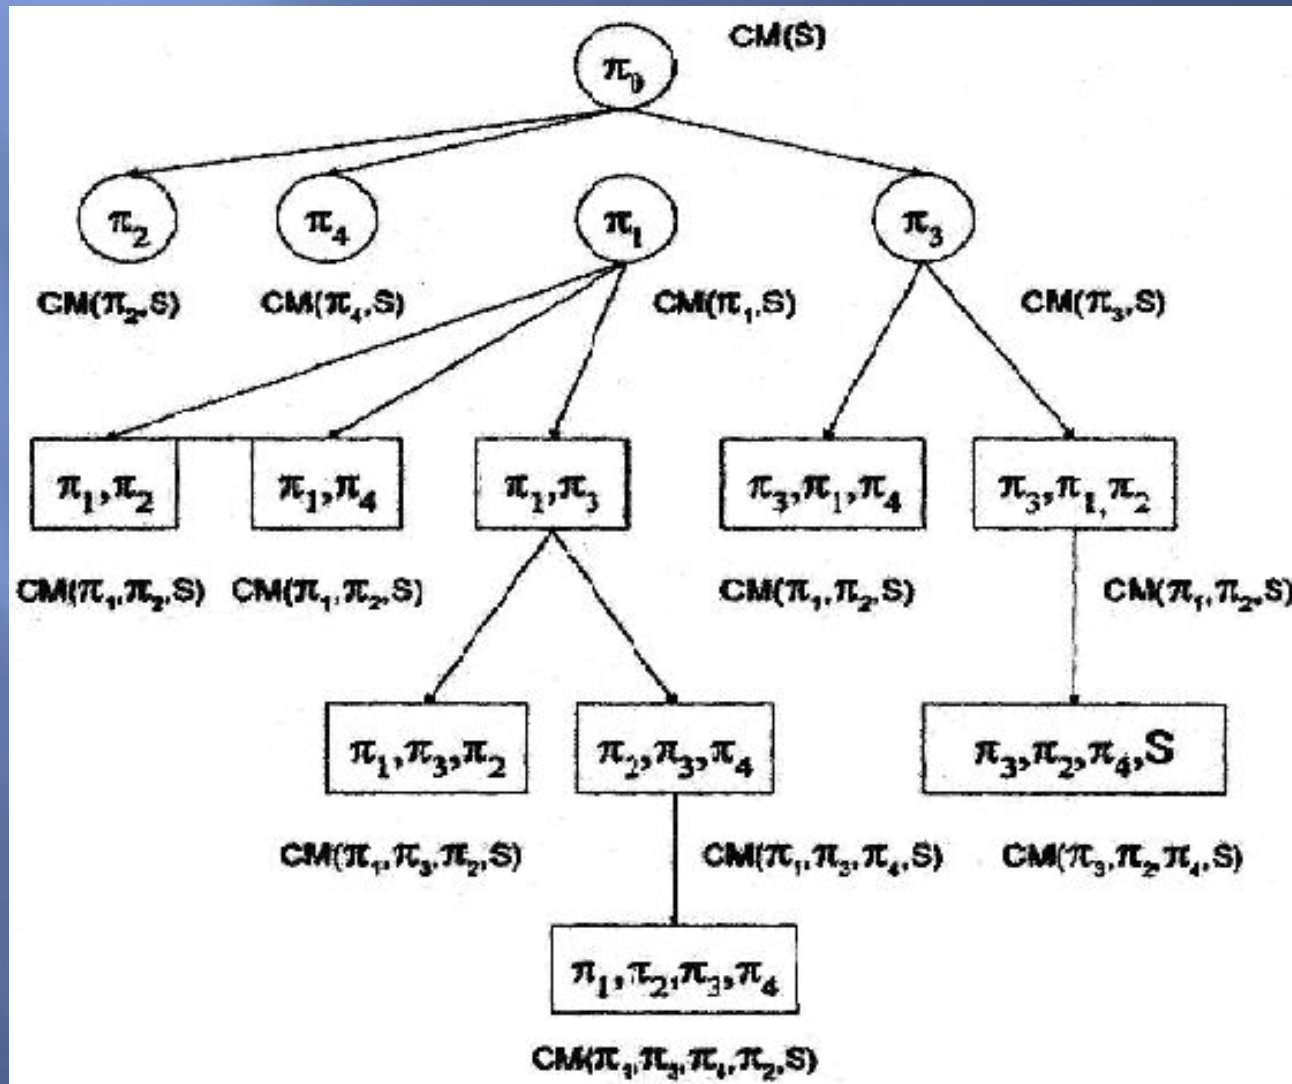 CM(S)
π₀
π₂ π₄ π₁ π₃
CM(π₂,S) CM(π₄,S) CM(π₁,S) CM(π₃,S)
π₁,π₂ π₁,π₄ π₁,π₃ π₃,π₁,π₄ π₃,π₁,π₂
CM(π₁,π₂,S) CM(π₁,π₂,S) CM(π₁,π₂,S) CM(π₁,π₂,S)
π₁,π₃,π₂ π₂,π₃,π₄ π₃,π₂,π₄,S
CM(π₁,π₃,π₂,S) CM(π₁,π₃,π₄,S) CM(π₃,π₂,π₄,S)
π₁,π₂,π₃,π₄
CM(π₁,π₃,π₄,π₂,S)